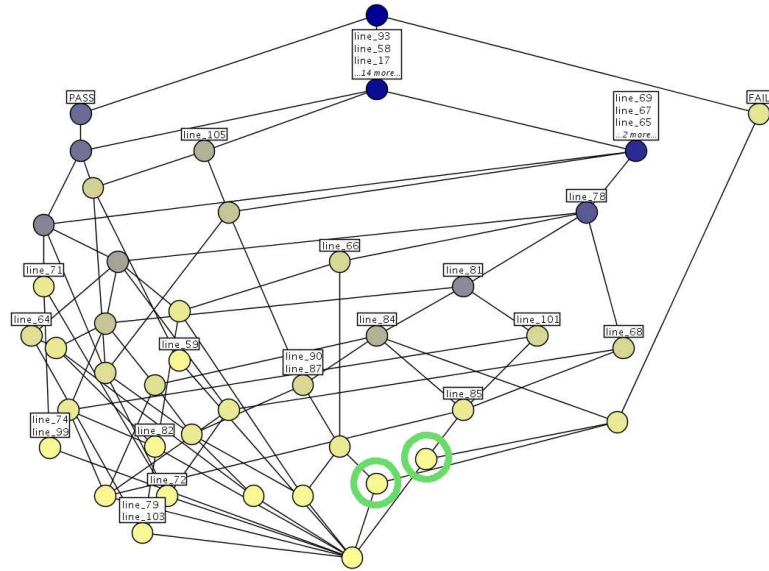 line_93
line_58
line_17
...14 more...
PASS
line_69
line_67
line_65
...2 more...
FAIL
line_105
line_78
line_66
line_71
line_81
line_64
line_84
line_101
line_68
line_59
line_90
line_87
line_85
line_74
line_99
line_82
line_72
line_79
line_103